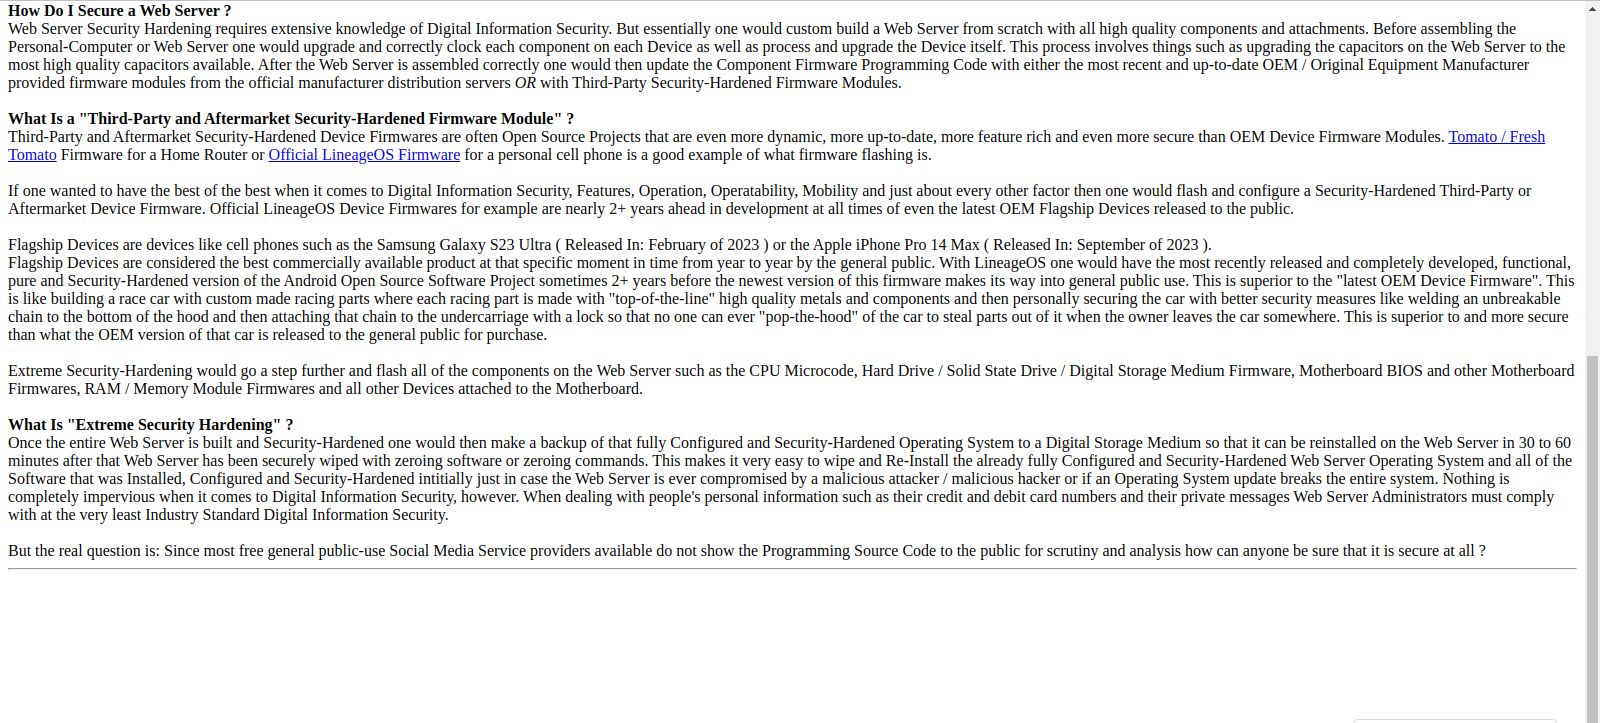 How Do I Secure a Web Server ?
Web Server Security Hardening requires extensive knowledge of Digital Information Security. But essentially one would custom build a Web Server from scratch with all high quality components and attachments. Before assembling the
Personal-Computer or Web Server one would upgrade and correctly clock each component on each Device as well as process and upgrade the Device itself. This process involves things such as upgrading the capacitors on the Web Server to the
most high quality capacitors available. After the Web Server is assembled correctly one would then update the Component Firmware Programming Code with either the most recent and up-to-date OEM / Original Equipment Manufacturer
provided firmware modules from the official manufacturer distribution servers OR with Third-Party Security-Hardened Firmware Modules.
What Is a "Third-Party and Aftermarket Security-Hardened Firmware Module" ?
Third-Party and Aftermarket Security-Hardened Device Firmwares are often Open Source Projects that are even more dynamic, more up-to-date, more feature rich and even more secure than OEM Device Firmware Modules. Tomato / Fresh
Tomato Firmware for a Home Router or Official LineageOS Firmware for a personal cell phone is a good example of what firmware flashing is.
If one wanted to have the best of the best when it comes to Digital Information Security, Features, Operation, Operatability, Mobility and just about every other factor then one would flash and configure a Security-Hardened Third-Party or
Aftermarket Device Firmware. Official LineageOS Device Firmwares for example are nearly 2+ years ahead in development at all times of even the latest OEM Flagship Devices released to the public.
Flagship Devices are devices like cell phones such as the Samsung Galaxy S23 Ultra ( Released In: February of 2023 ) or the Apple iPhone Pro 14 Max ( Released In: September of 2023 ).
Flagship Devices are considered the best commercially available product at that specific moment in time from year to year by the general public. With LineageOS one would have the most recently released and completely developed, functional,
pure and Security-Hardened version of the Android Open Source Software Project sometimes 2+ years before the newest version of this firmware makes its way into general public use. This is superior to the "latest OEM Device Firmware". This
is like building a race car with custom made racing parts where each racing part is made with "top-of-the-line" high quality metals and components and then personally securing the car with better security measures like welding an unbreakable
chain to the bottom of the hood and then attaching that chain to the undercarriage with a lock so that no one can ever "pop-the-hood" of the car to steal parts out of it when the owner leaves the car somewhere. This is superior to and more secure
than what the OEM version of that car is released to the general public for purchase.
Extreme Security-Hardening would go a step further and flash all of the components on the Web Server such as the CPU Microcode, Hard Drive / Solid State Drive / Digital Storage Medium Firmware, Motherboard BIOS and other Motherboard
Firmwares, RAM / Memory Module Firmwares and all other Devices attached to the Motherboard.
What Is "Extreme Security Hardening" ?
Once the entire Web Server is built and Security-Hardened one would then make a backup of that fully Configured and Security-Hardened Operating System to a Digital Storage Medium so that it can be reinstalled on the Web Server in 30 to 60
minutes after that Web Server has been securely wiped with zeroing software or zeroing commands. This makes it very easy to wipe and Re-Install the already fully Configured and Security-Hardened Web Server Operating System and all of the
Software that was Installed, Configured and Security-Hardened intitially just in case the Web Server is ever compromised by a malicious attacker / malicious hacker or if an Operating System update breaks the entire system. Nothing is
completely impervious when it comes to Digital Information Security, however. When dealing with people's personal information such as their credit and debit card numbers and their private messages Web Server Administrators must comply
with at the very least Industry Standard Digital Information Security.
But the real question is: Since most free general public-use Social Media Service providers available do not show the Programming Source Code to the public for scrutiny and analysis how can anyone be sure that it is secure at all ?